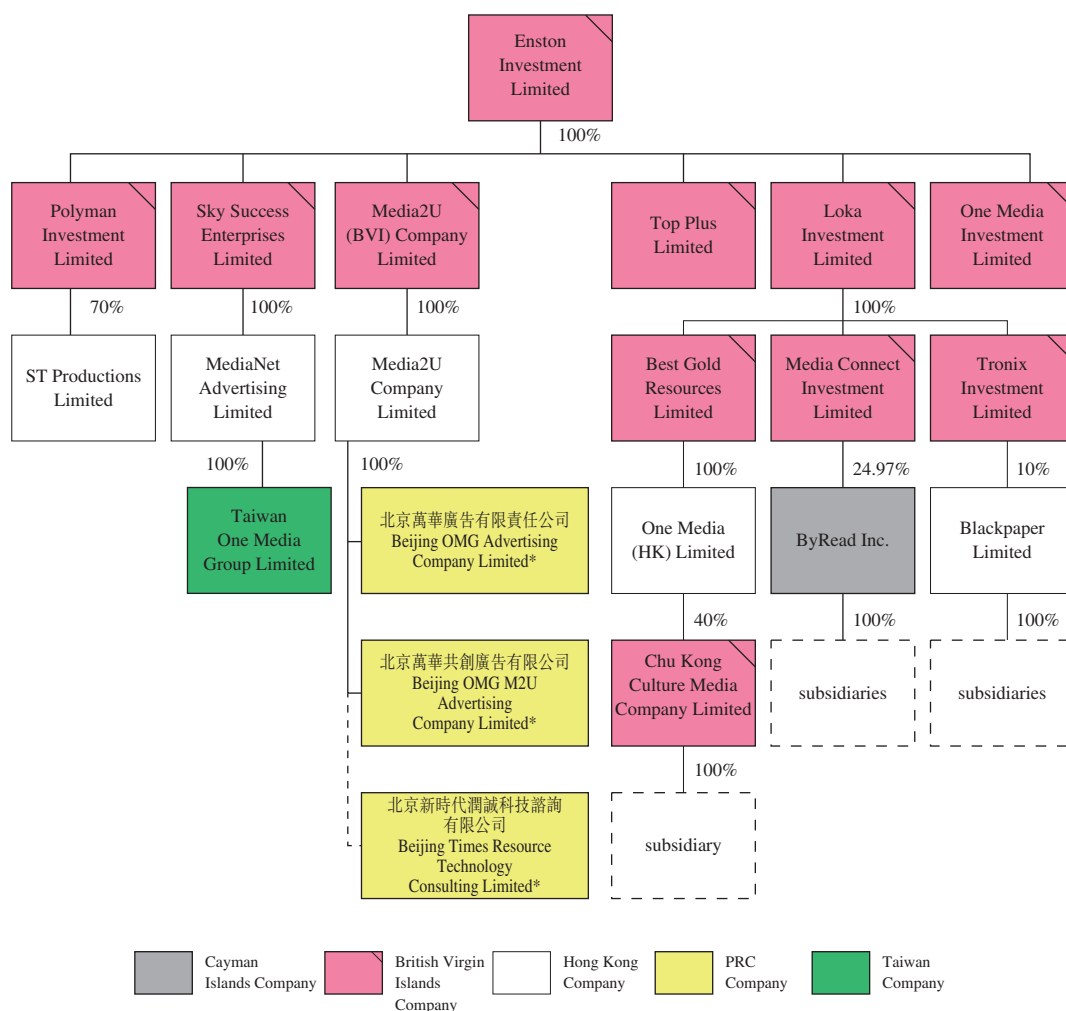 Enston
Investment
Limited
100%
Polyman
Investment
Limited
Sky Success
Enterprises
Limited
Media2U
(BVI) Company
Limited
Top Plus
Limited
Loka
Investment
Limited
One Media
Investment
Limited
70%
100%
100%
100%
ST Productions
Limited
MediaNet
Advertising
Limited
Media2U
Company
Limited
Best Gold
Resources
Limited
Media Connect
Investment
Limited
Tronix
Investment
Limited
100%
100%
100%
24.97%
10%
Taiwan
One Media
Group Limited
北京萬華廣告有限責任公司
Beijing OMG Advertising
Company Limited*
One Media
(HK) Limited
ByRead Inc.
Blackpaper
Limited
40%
100%
100%
北京萬華共創廣告有限公司
Beijing OMG M2U
Advertising
Company Limited*
Chu Kong
Culture Media
Company Limited
subsidiaries
subsidiaries
100%
北京新時代潤誠科技諮詢
有限公司
Beijing Times Resource
Technology
Consulting Limited*
subsidiary
Cayman
Islands Company
British Virgin
Islands
Company
Hong Kong
Company
PRC
Company
Taiwan
Company